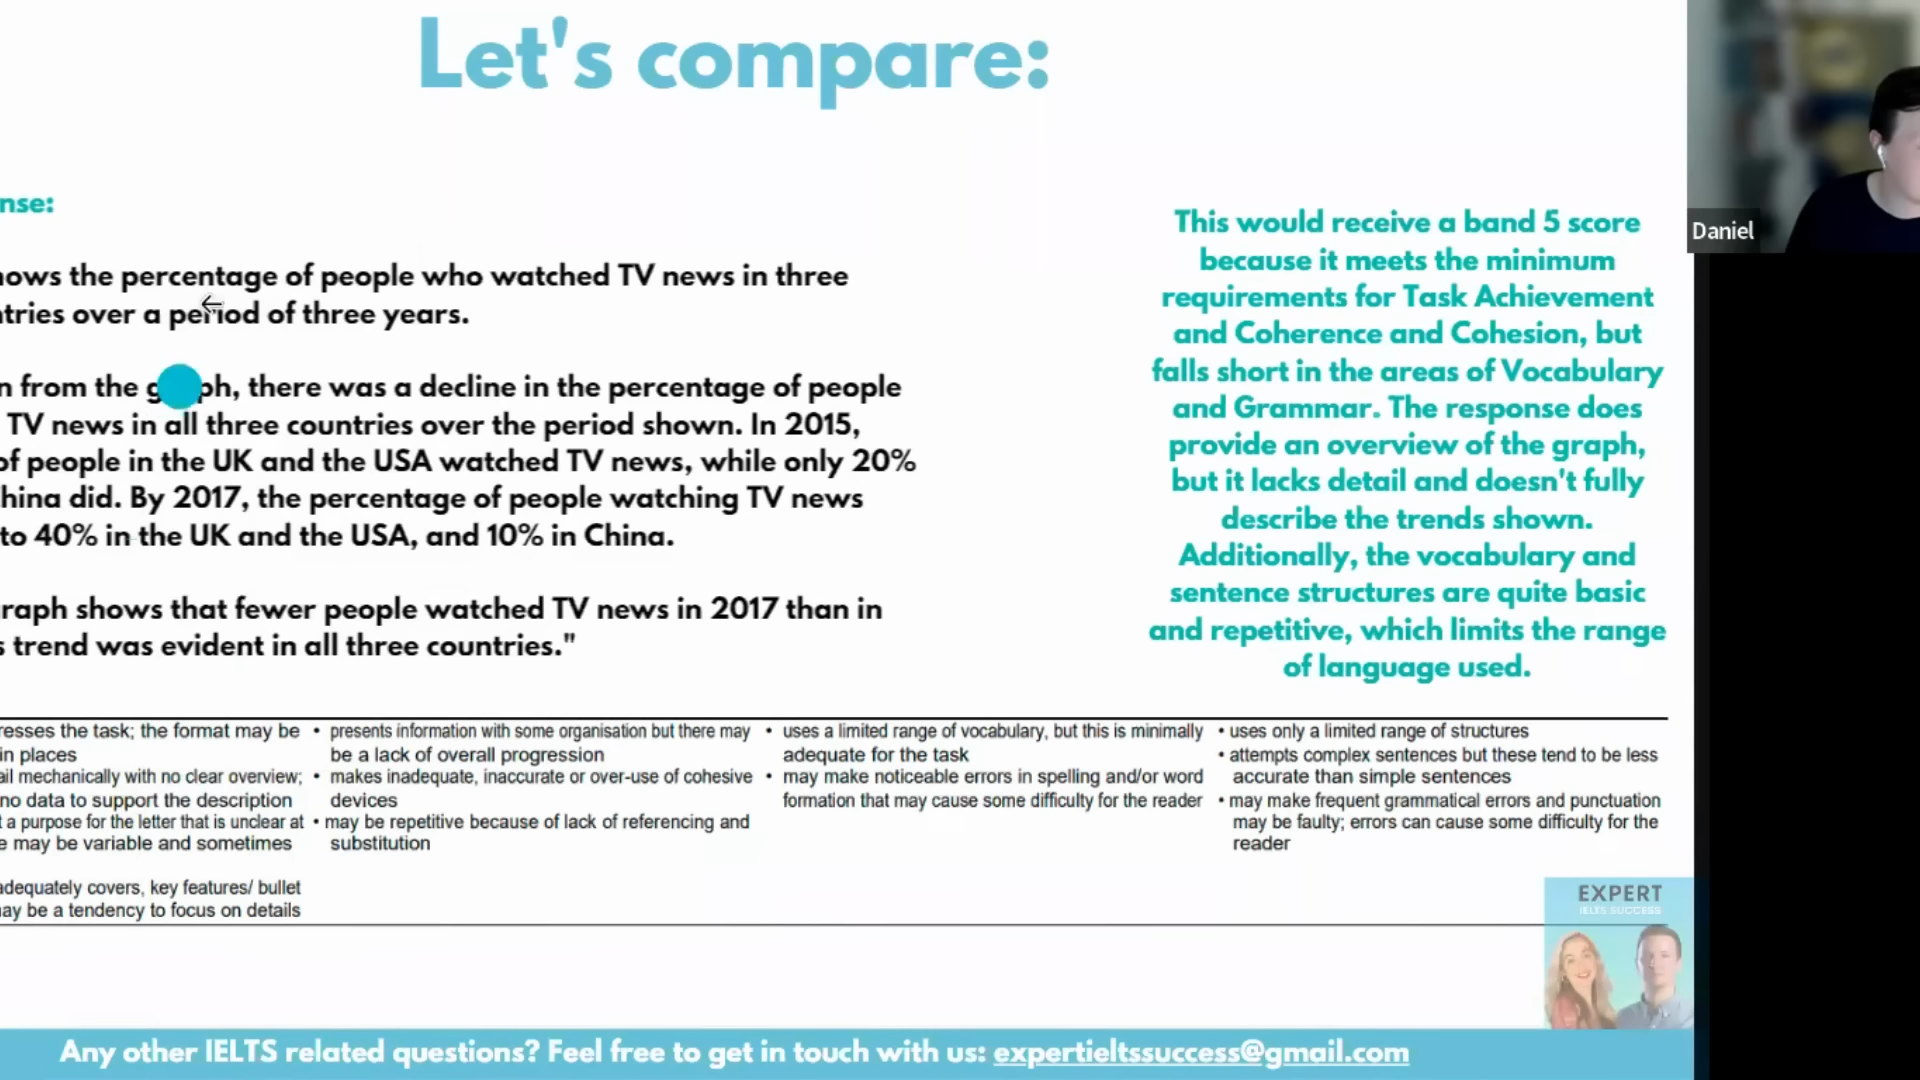 Let's compare:
nse:
hows the percentage of people who watched TV news in three
ntries over a period of three years.
n from the g ph, there was a decline in the percentage of people
TV news in all three countries over the period shown. In 2015,
of people in the UK and the USA watched TV news, while only 20%
hina did. By 2017, the percentage of people watching TV news
to 40% in the UK and the USA, and 10% in China.
raph shows that fewer people watched TV news in 2017 than in
s trend was evident in all three countries."
This would receive a band 5 score
because it meets the minimum
requirements for Task Achievement
and Coherence and Cohesion, but
falls short in the areas of Vocabulary
and Grammar. The response does
provide an overview of the graph,
but it lacks detail and doesn't fully
describe the trends shown.
Additionally, the vocabulary and
sentence structures are quite basic
and repetitive, which limits the range
of language used.
Daniel
resses the task; the format may be
in places
ail mechanically with no clear overview;
no data to support the description
t a purpose for the letter that is unclear at
e may be variable and sometimes
adequately covers, key features/ bullet
nay be a tendency to focus on details
• presents information with some organisation but there may
be a lack of overall progression
• makes inadequate, inaccurate or over-use of cohesive
devices
• may be repetitive because of lack of referencing and
substitution
• uses a limited range of vocabulary, but this is minimally
adequate for the task
• may make noticeable errors in spelling and/or word
formation that may cause some difficulty for the reader
• uses only a limited range of structures
• attempts complex sentences but these tend to be less
accurate than simple sentences
• may make frequent grammatical errors and punctuation
may be faulty; errors can cause some difficulty for the
reader
EXPERT
IELTS SUCCESS
Any other IELTS related questions? Feel free to get in touch with us: expertieltssuccess@gmail.com